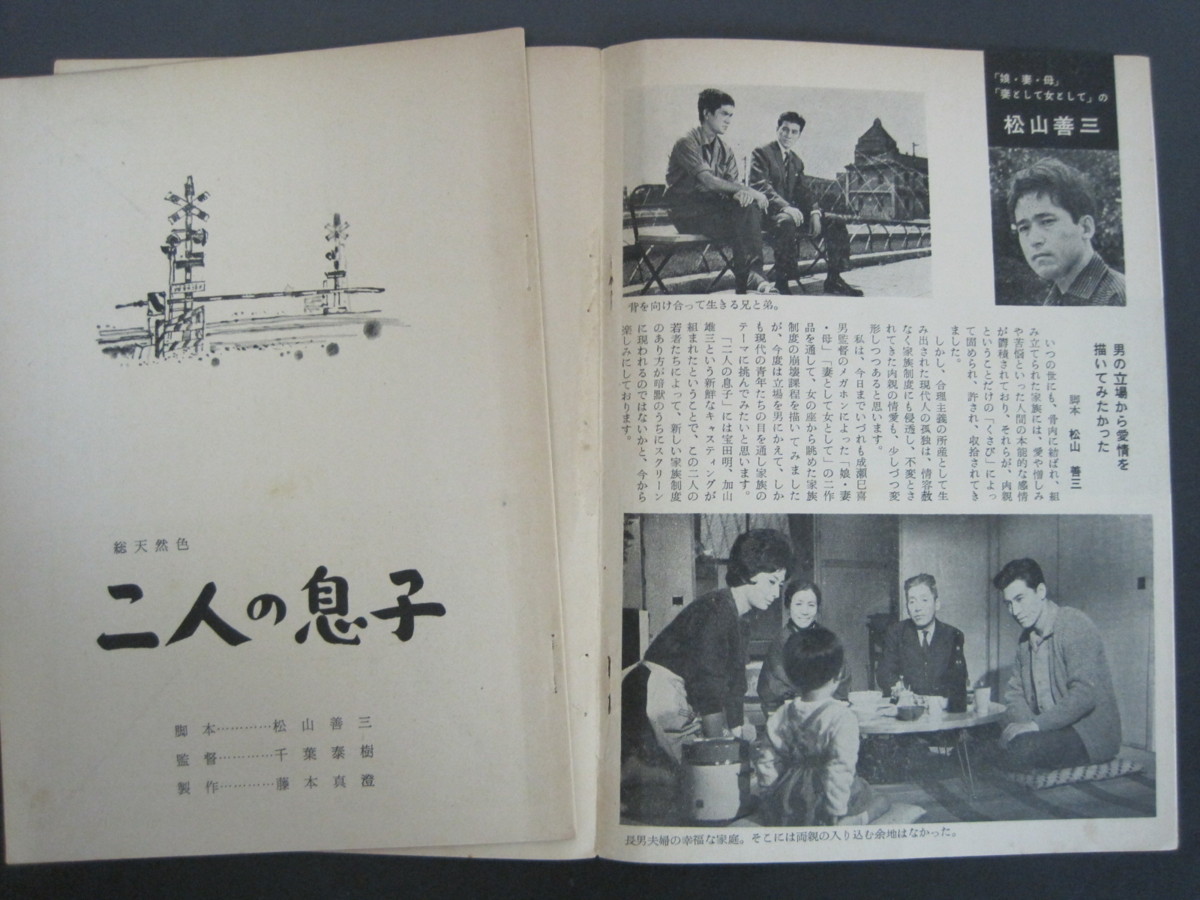 総天然色
二人の息子
脚本…………松山善三
監督…………千葉泰樹
製作…………藤本真澄
「娘・妻・母」
「妻として女として」の
松山善三
背を向け合って生きる兄と弟。
男の立場から愛情を
描いてみたかった
脚本 松山善三
いつの世にも、骨肉に結ばれ、組
み立てられた家族には、愛や憎しみ
や苦悩といった人間の本能的な感情
が鬱積されており、それらが、肉親
ということだけの「くさび」によっ
て固められ、許され、収拾されてき
ました。
しかし、合理主義の所産として生
み出された現代人の孤独は、情容赦
なく家族制度にも侵透し、不変とさ
れてきた肉親の情愛も、少しづつ変
形しつつあると思います。
私は、今日までいづれも成瀬巳喜
男監督のメガホンによった「娘・妻
・母」「妻として女として」の二作
品を通して、女の座から眺めた家族
制度の崩壊課程を描いてみました
が、今度は立場を男にかえて、しか
も現代の青年たちの目を通し家族の
テーマに挑んでみたいと思います。
「二人の息子」には宝田明、加山
雄三という新鮮なキャスティングが
組まれたということで、この二人の
若者たちによって、新しい家族制度
のあり方が暗黙のうちにスクリーン
に現われるのではないかと、今から
楽しみにしております。
長男夫婦の幸福な家庭。そこには両親の入り込む余地はなかった。